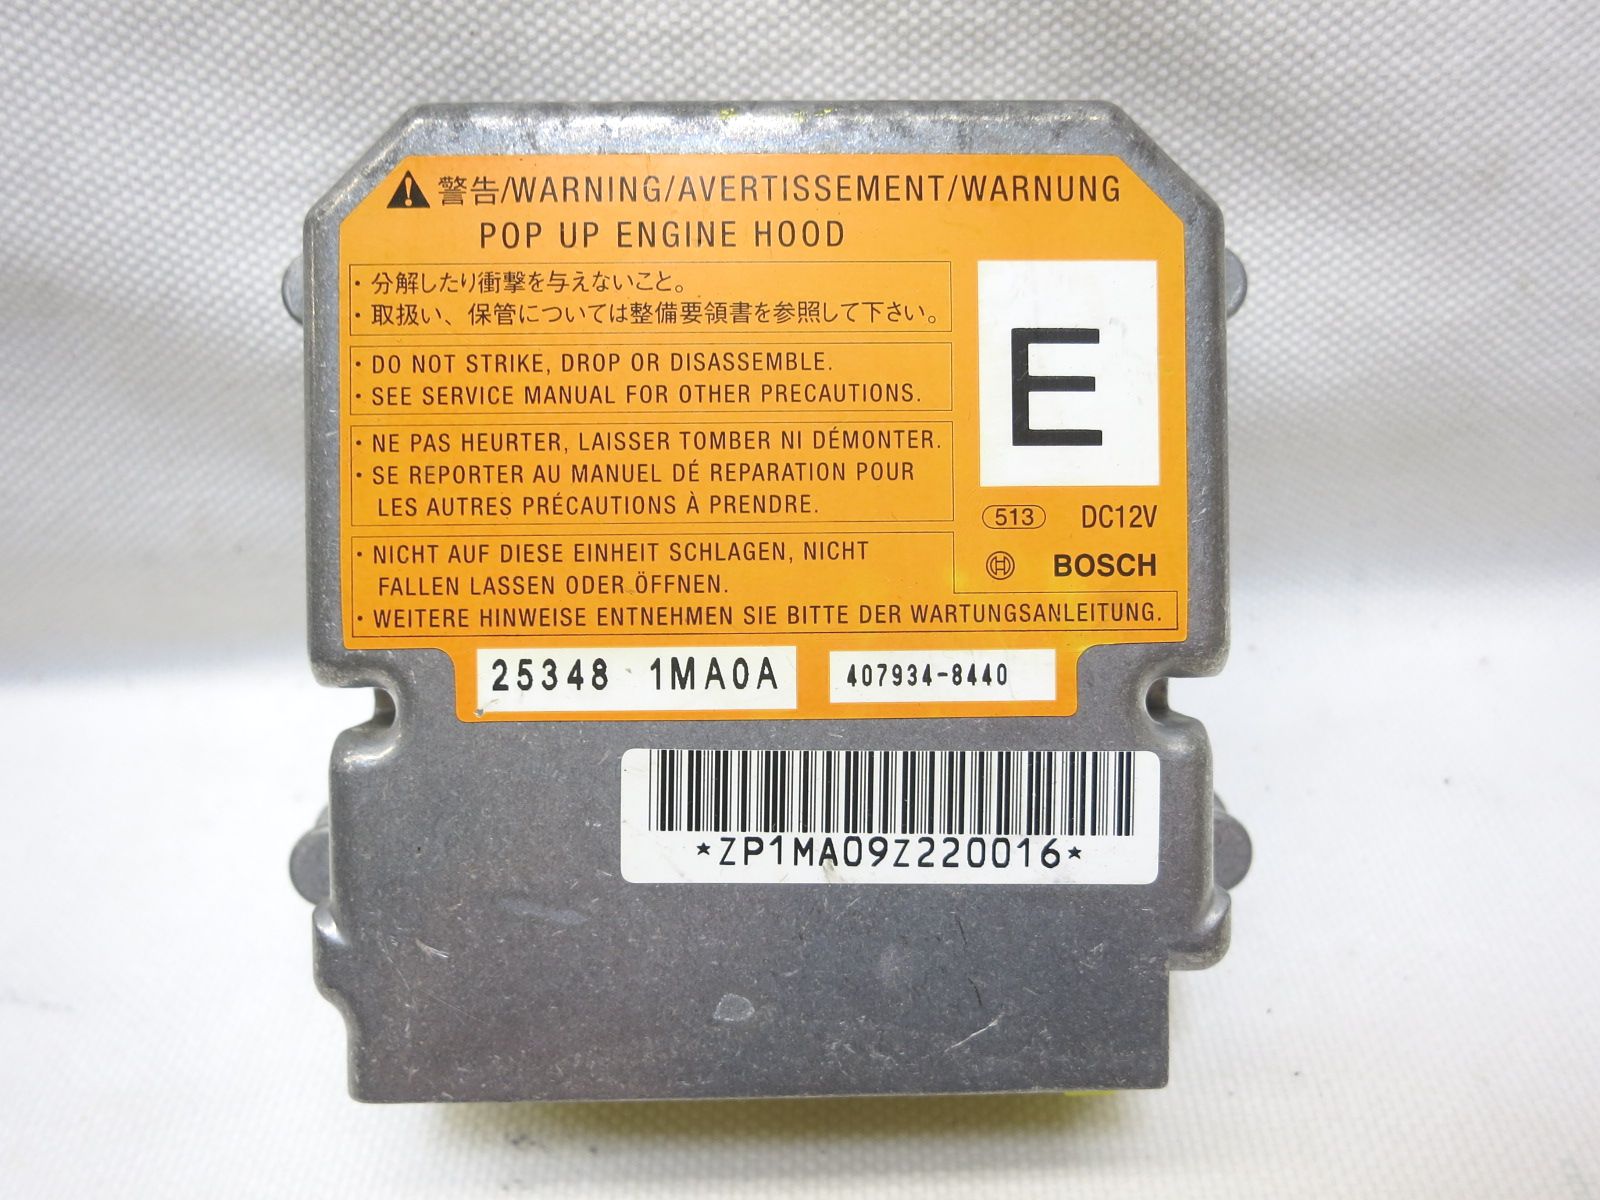 警告/WARNING/AVERTISSEMENT/WARNUNG
POP UP ENGINE HOOD
・分解したり衝撃を与えないこと。
・取扱い、保管については整備要領書を参照して下さい。
• DO NOT STRIKE, DROP OR DISASSEMBLE.
• SEE SERVICE MANUAL FOR OTHER PRECAUTIONS.
• NE PAS HEURTER, LAISSER TOMBER NI DÉMONTER.
• SE REPORTER AU MANUEL DÉ REPARATION POUR
LES AUTRES PRÉCAUTIONS À PRENDRE.
• NICHT AUF DIESE EINHEIT SCHLAGEN, NICHT
FALLEN LASSEN ODER ÖFFNEN.
• WEITERE HINWEISE ENTNEHMEN SIE BITTE DER WARTUNGSANLEITUNG.
E
513 DC12V
BOSCH
25348 1MA0A
407934-8440
*ZP1MA09Z220016*